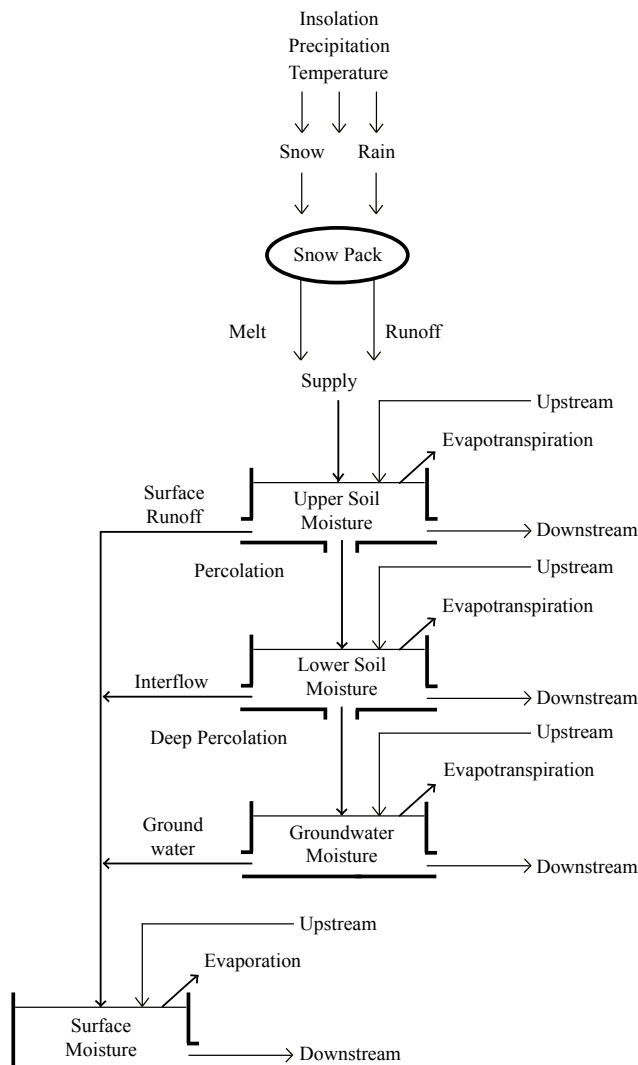 Insolation
Precipitation
Temperature
Snow
Rain
Snow Pack
Melt
Runoff
Supply
Upstream
Evapotranspiration
Surface
Runoff
Upper Soil
Moisture
Downstream
Percolation
Upstream
Evapotranspiration
Lower Soil
Moisture
Interflow
Downstream
Deep Percolation
Upstream
Evapotranspiration
Ground
water
Groundwater
Moisture
Downstream
Upstream
Evaporation
Surface
Moisture
Downstream